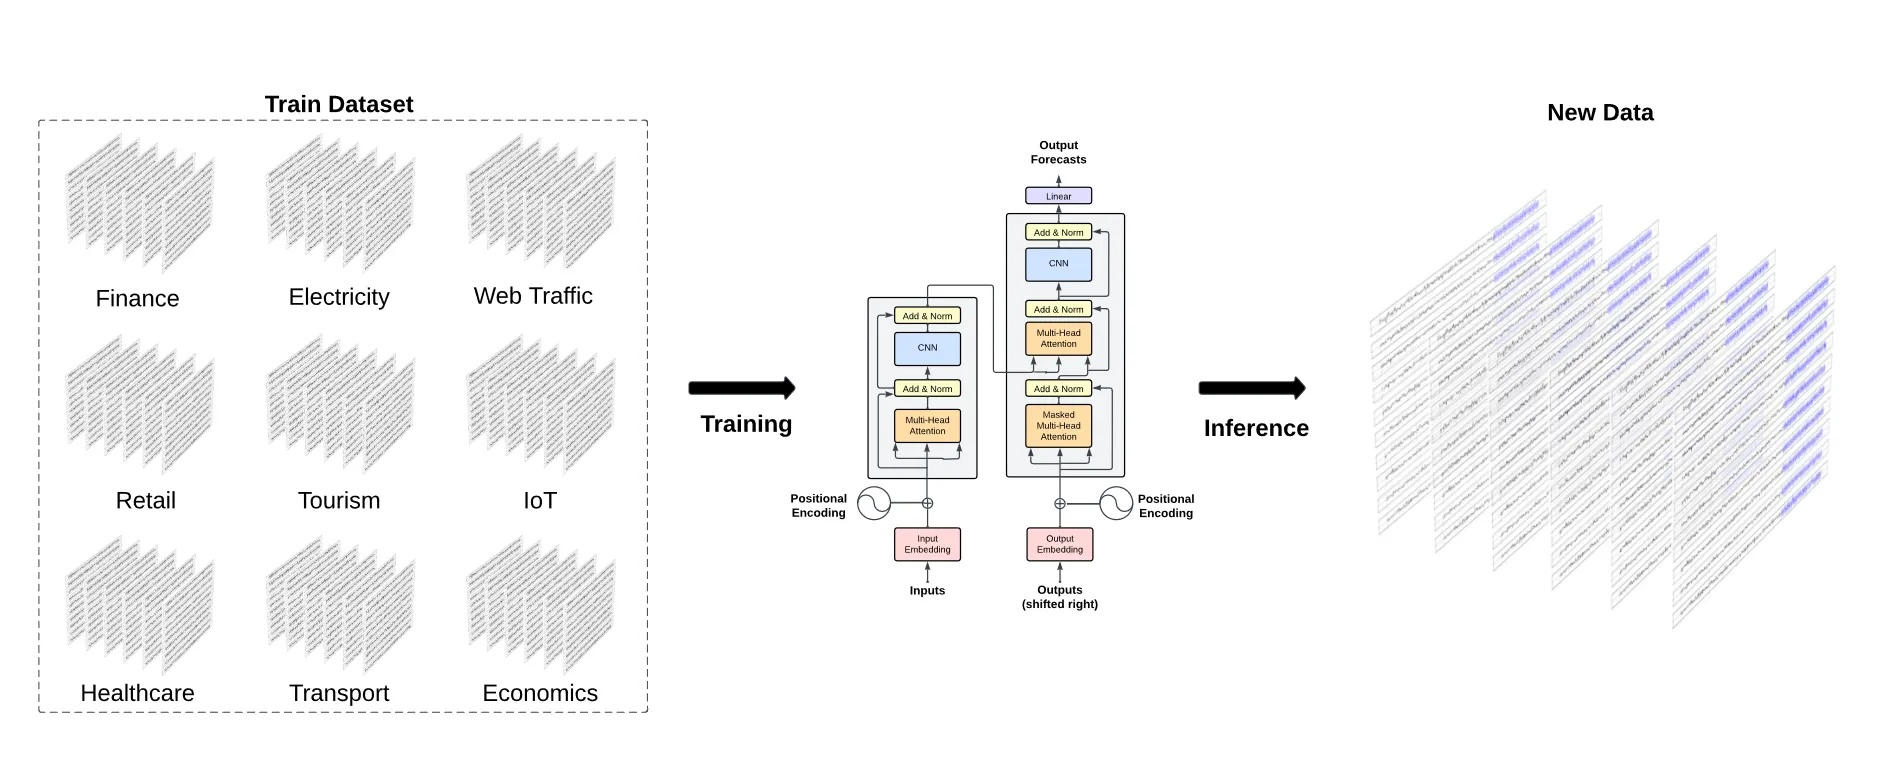 Train Dataset
Finance
Electricity
Web Traffic
Retail
Tourism
IoT
Healthcare
Transport
Economics
Training
Output
Forecasts
Linear
Add & Norm
CNN
Add & Norm
Multi-Head
Attention
Add & Norm
Masked
Multi-Head
Attention
Add & Norm
CNN
Add & Norm
Multi-Head
Attention
Positional
Encoding
Positional
Encoding
Input
Embedding
Output
Embedding
Inputs
Outputs
(shifted right)
Inference
New Data